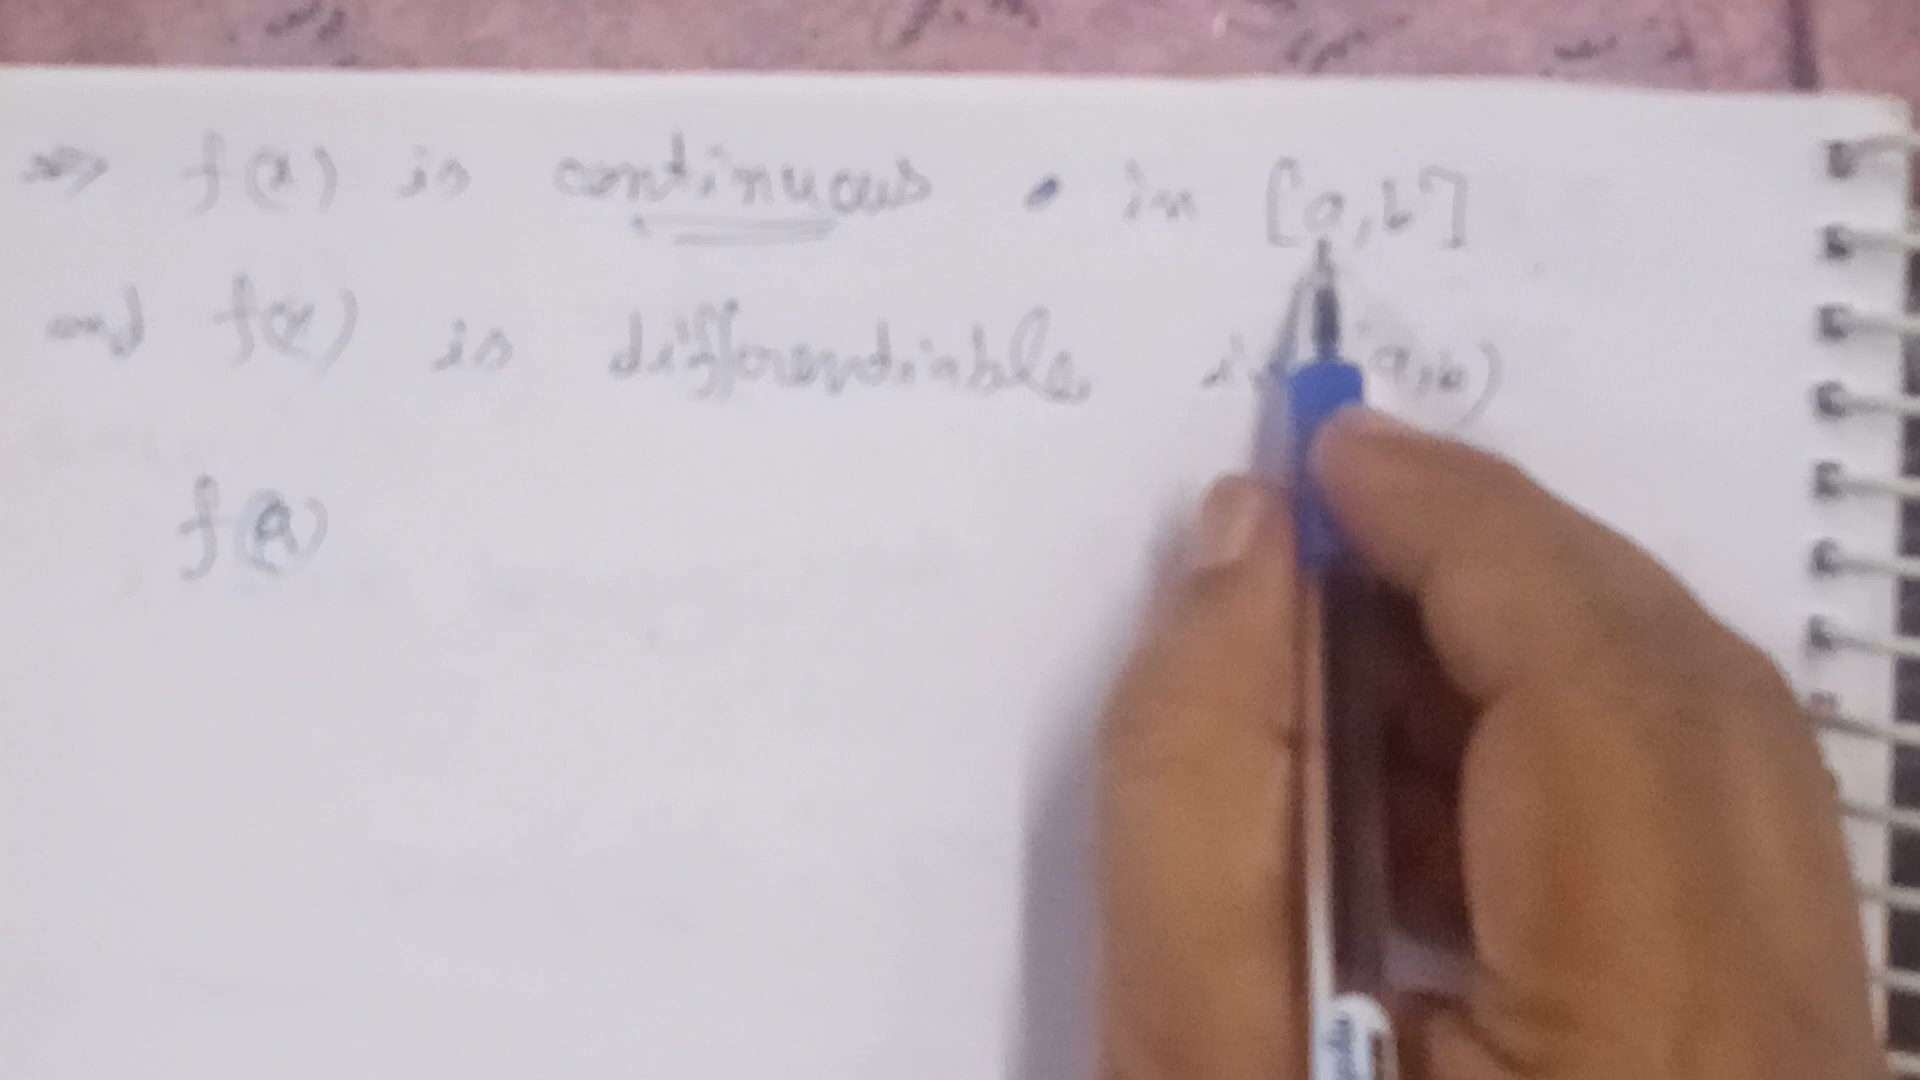 ⇒ f(x) is continuous in [a,b]
and f(x) is differentiable in (a,b)
f(a)